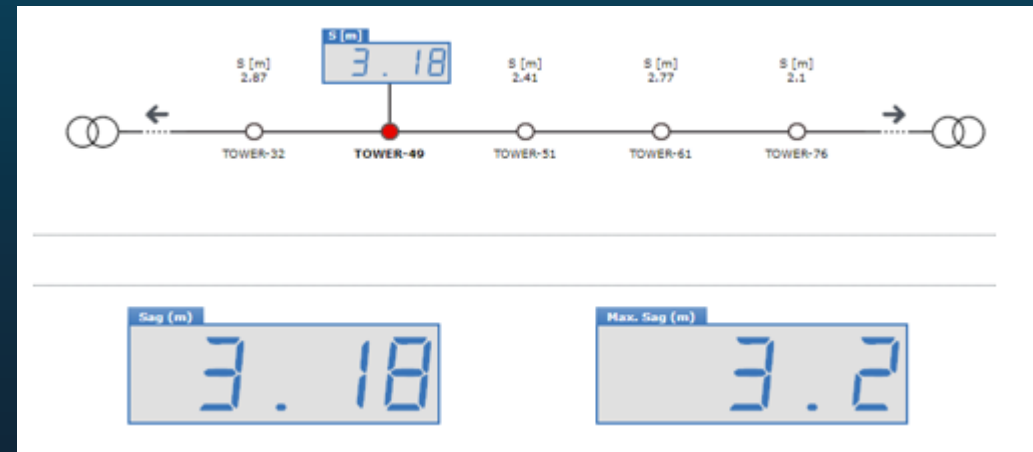 S [m]
3.18
S [m]
2.87
S [m]
2.41
S [m]
2.77
S [m]
2.1
TOWER-32
TOWER-49
TOWER-51
TOWER-61
TOWER-76
Sag (m)
3.18
Max. Sag (m)
3.2